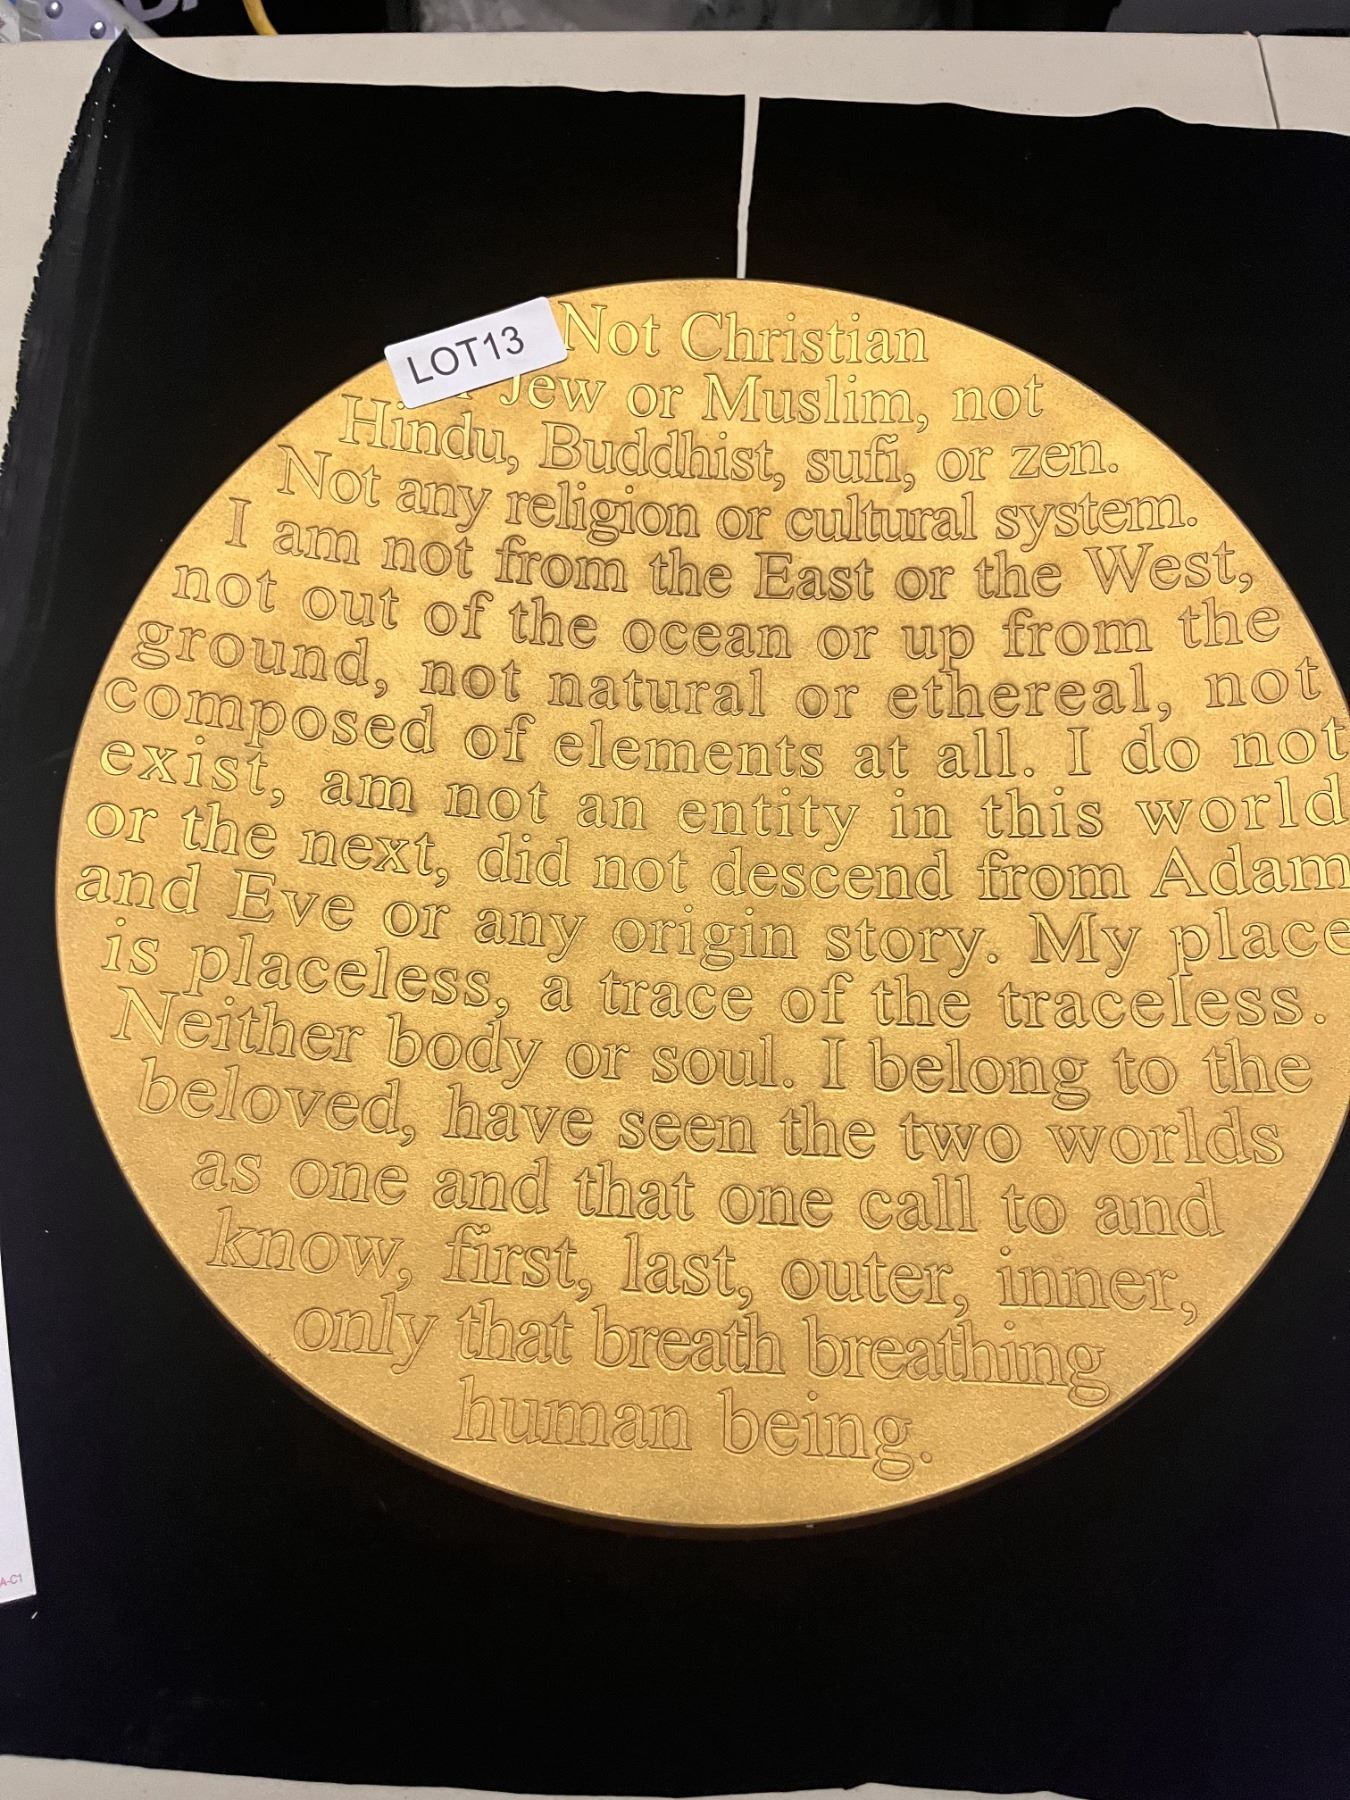 LOT13
Not Christian
Jew or Muslim, not
Hindu, Buddhist, sufi, or zen.
Not any religion or cultural system.
I am not from the East or the West,
not out of the ocean or up from the
ground, not natural or ethereal, not
composed of elements at all. I do not
exist, am not an entity in this world
or the next, did not descend from Adam
and Eve or any origin story. My place
is placeless, a trace of the traceless.
Neither body or soul. I belong to the
beloved, have seen the two worlds
as one and that one call to and
know, first, last, outer, inner,
only that breath breathing
human being.
A-C1